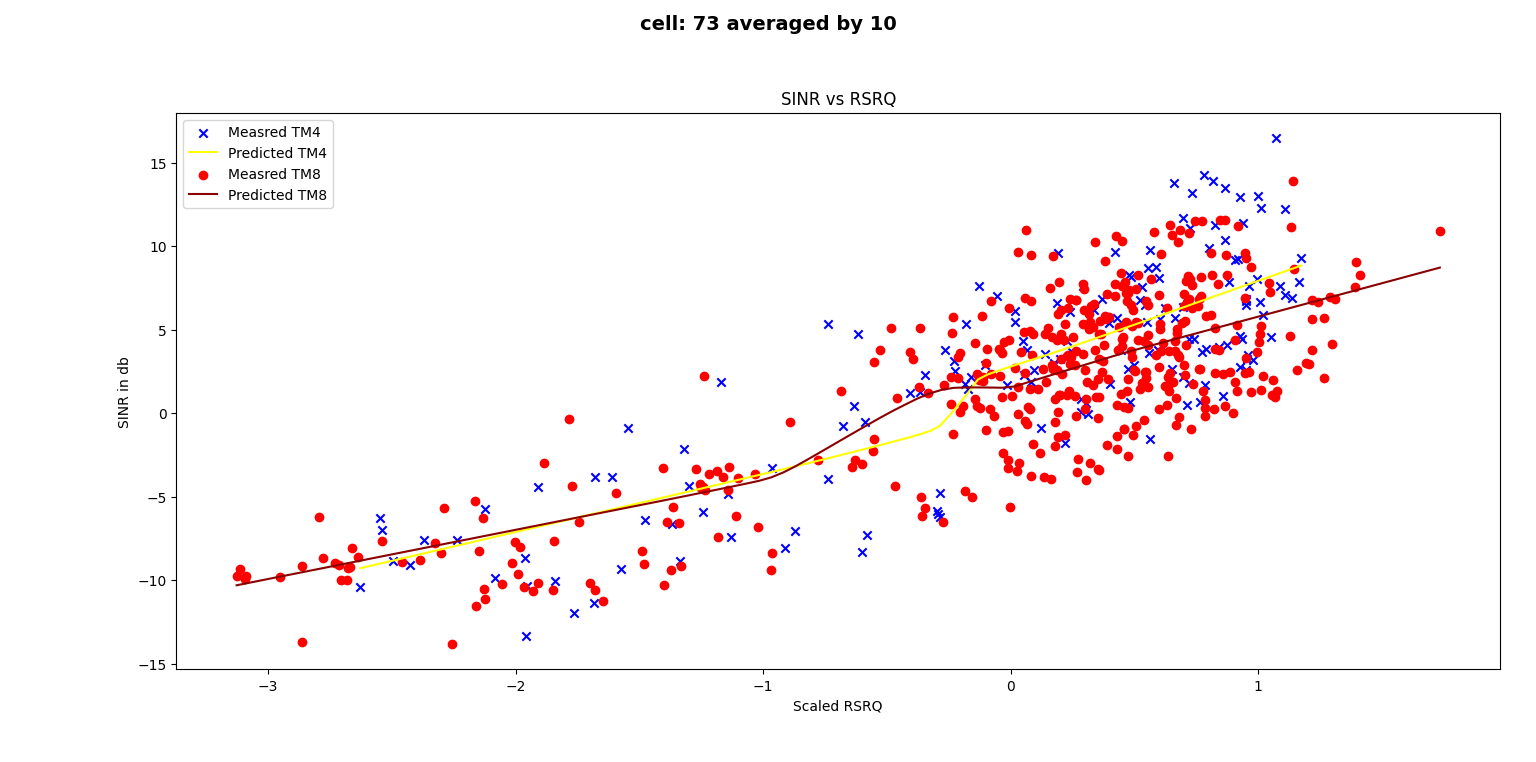 cell: 73 averaged by 10
SINR vs RSRQ
Measred TM4
Predicted TM4
Measred TM8
Predicted TM8
15
10
5
0
−5
−10
−15
SINR in db
−3
−2
−1
0
1
Scaled RSRQ